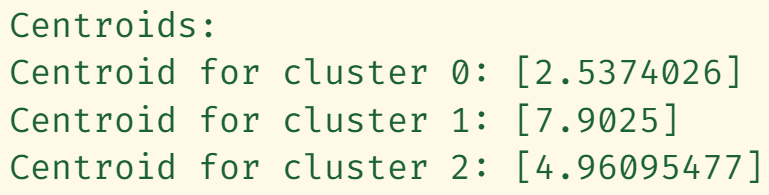 Centroids:
Centroid for cluster 0: [2.5374026]
Centroid for cluster 1: [7.9025]
Centroid for cluster 2: [4.96095477]